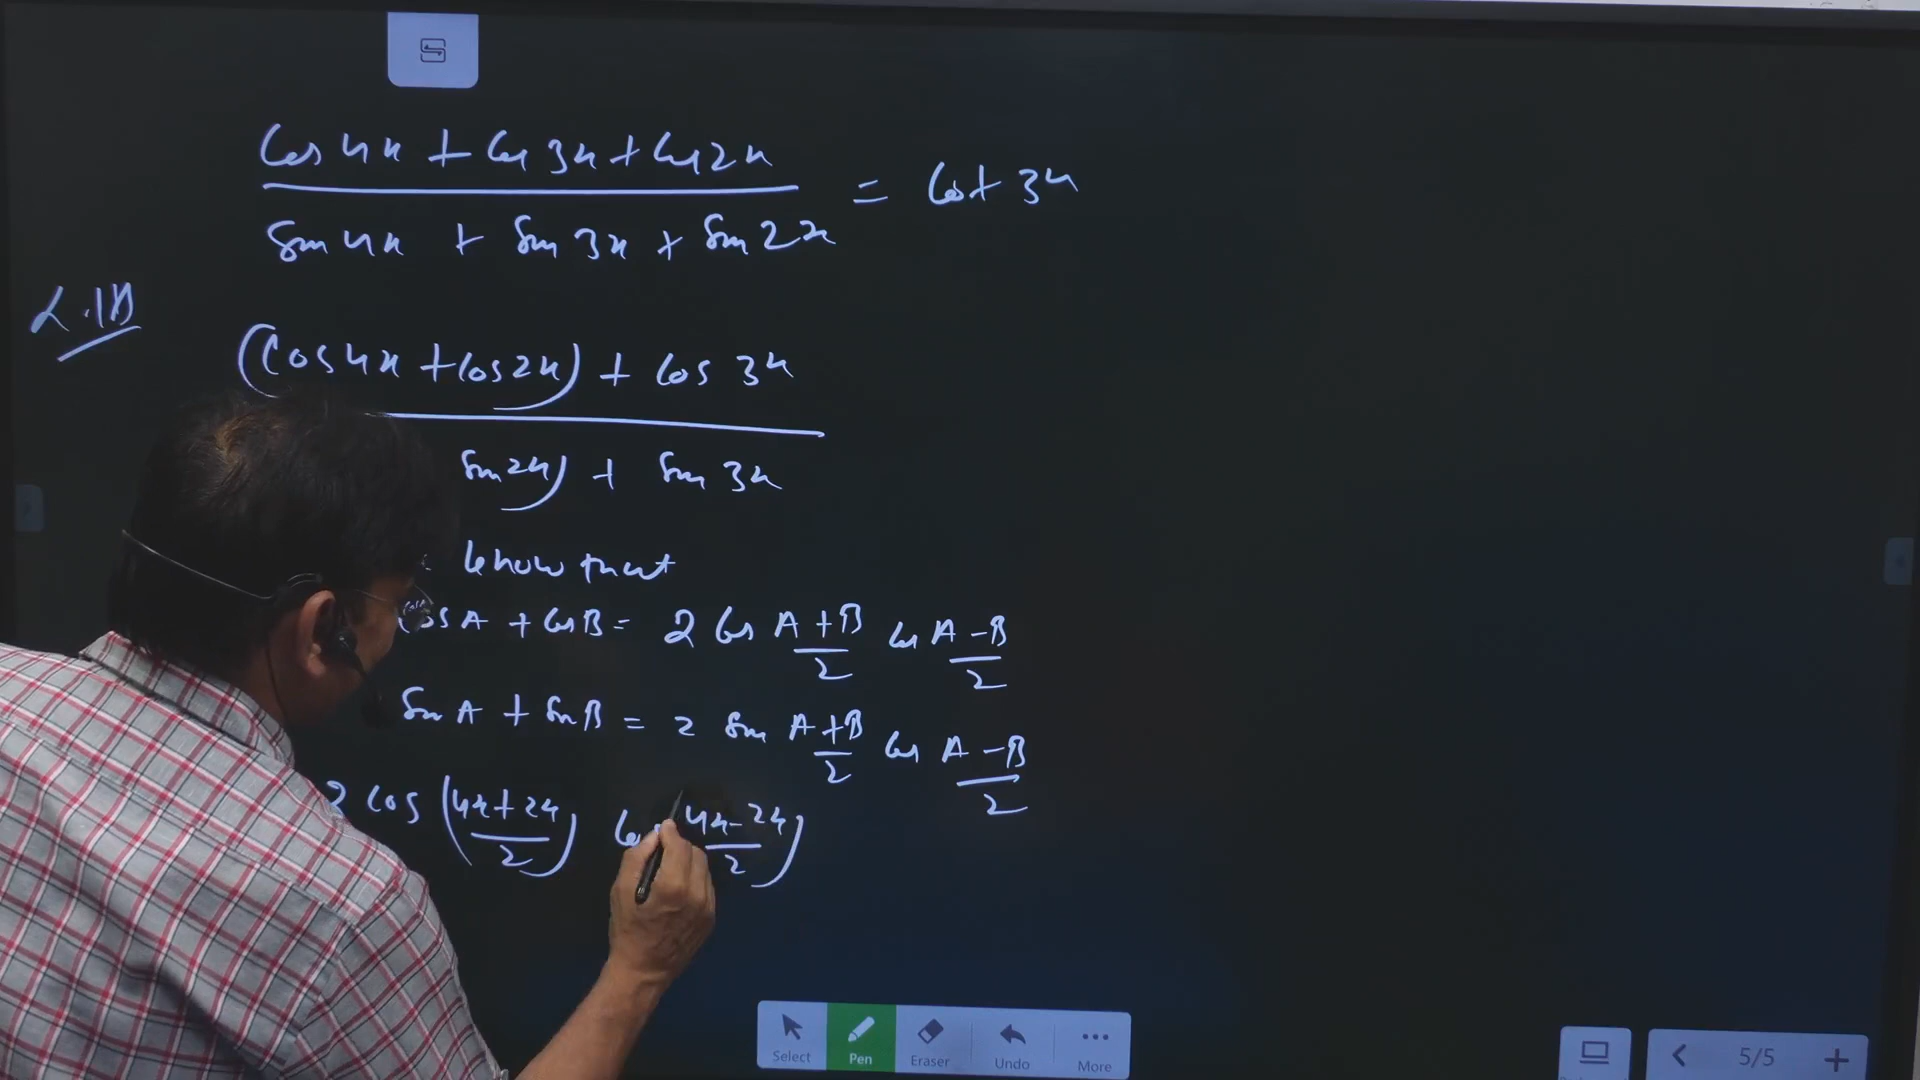 cos 4x + cos 3x + cos 2x
sin 4x + sin 3x + sin 2x
= cot 3x
L.H
(cos 4x + cos 2x) + cos 3x
sin 2x) + sin 3x
know that
cos A + cos B = 2 cos A + B / 2 cos A - B / 2
sin A + sin B = 2 sin A + B / 2 cos A - B / 2
2 cos (4x + 2x / 2) cos 4x - 2x / 2)
Select Pen Eraser Undo More
5/5